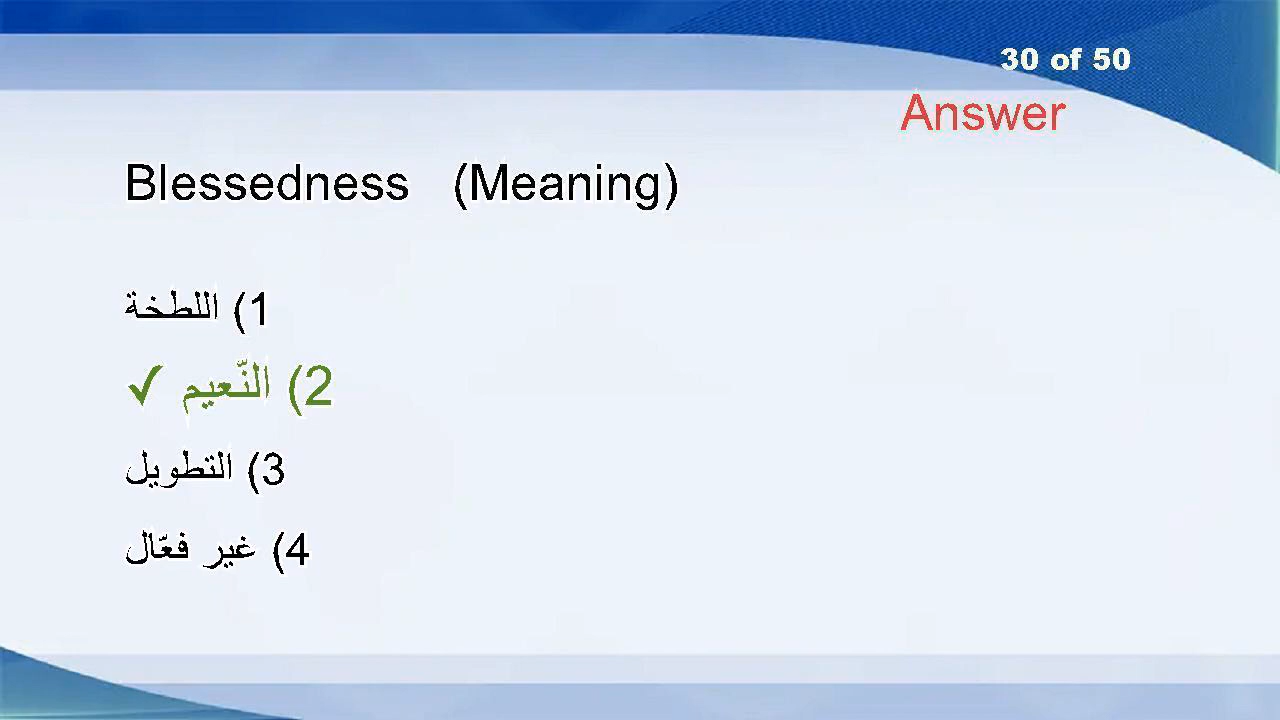 30 of 50
Answer
Blessedness (Meaning)
1) اللطخة
2) النّعيم ✓
3) التطويل
4) غير فعّال